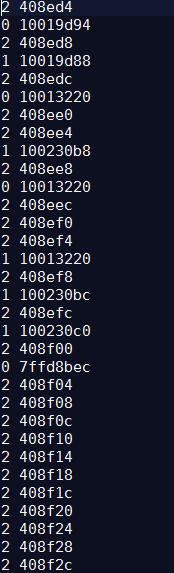 2 408ed4
0 10019d94
2 408ed8
1 10019d88
2 408edc
0 10013220
2 408ee0
2 408ee4
1 100230b8
2 408ee8
0 10013220
2 408eec
2 408ef0
2 408ef4
1 10013220
2 408ef8
1 100230bc
2 408efc
1 100230c0
2 408f00
0 7ffd8bec
2 408f04
2 408f08
2 408f0c
2 408f10
2 408f14
2 408f18
2 408f1c
2 408f20
2 408f24
2 408f28
2 408f2c